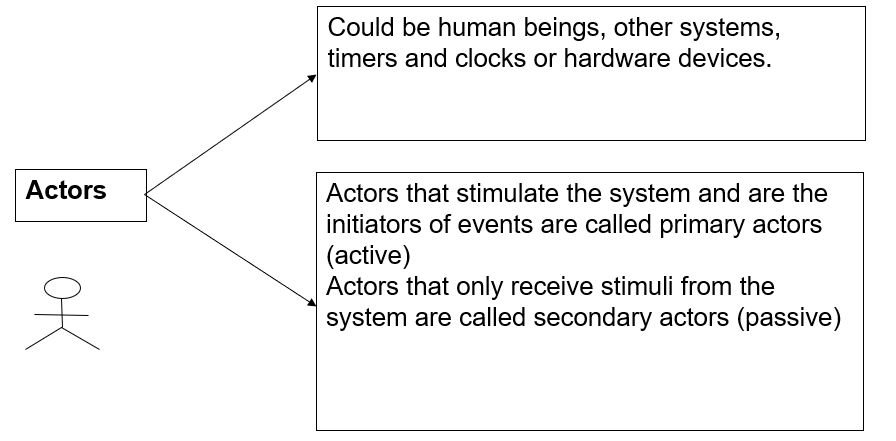 Could be human beings, other systems,
timers and clocks or hardware devices.
Actors
Actors that stimulate the system and are the
initiators of events are called primary actors
(active)
Actors that only receive stimuli from the
system are called secondary actors (passive)